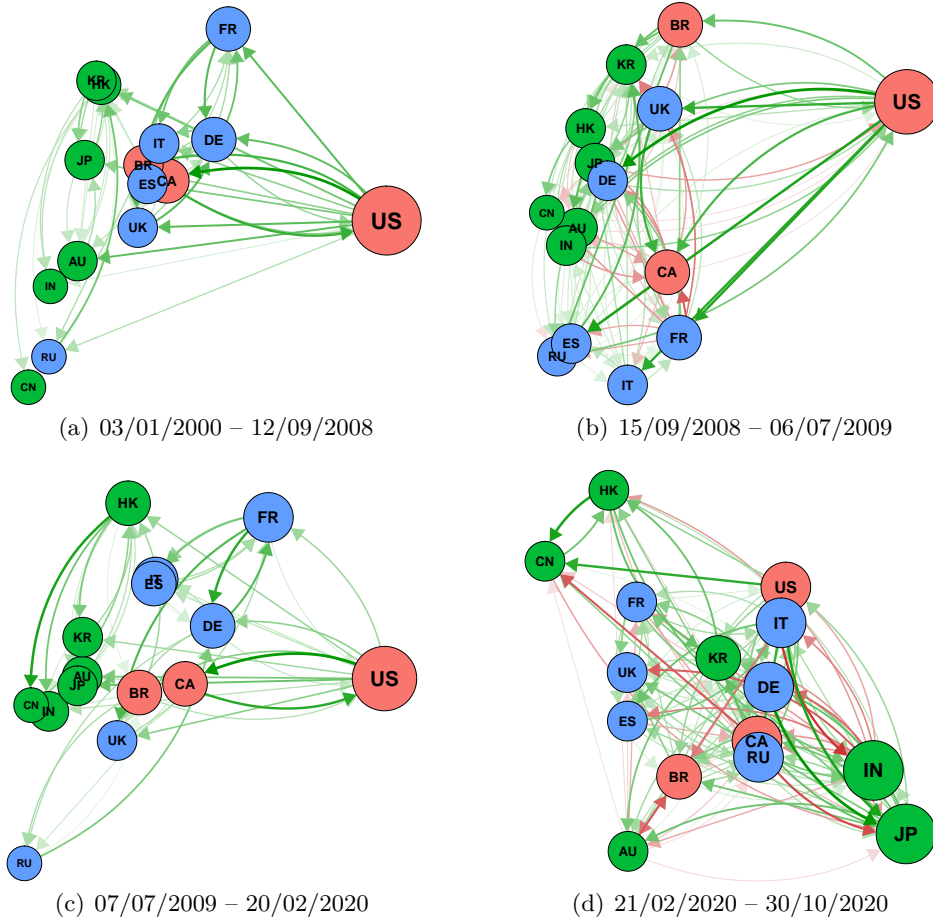 FR
KR
HK
IT
DE
JP
BR
ES
CA
UK
US
AU
IN
RU
CN
(a) 03/01/2000 – 12/09/2008
BR
KR
UK
US
HK
JP
DE
CN
AU
IN
CA
FR
ES
RU
IT
(b) 15/09/2008 – 06/07/2009
HK
FR
IT
ES
DE
KR
AU
JP
CN
IN
BR
CA
US
UK
RU
(c) 07/07/2009 – 20/02/2020
HK
CN
US
FR
IT
KR
UK
DE
ES
CA
RU
BR
IN
JP
AU
(d) 21/02/2020 – 30/10/2020